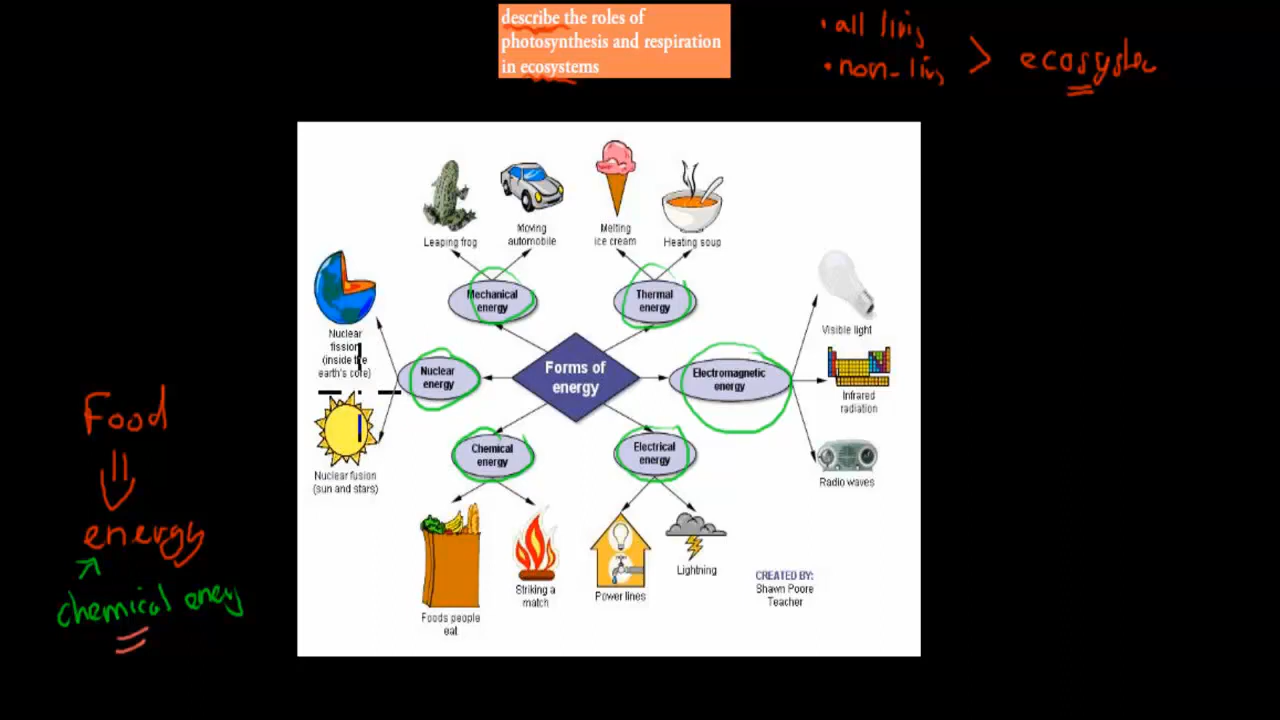 describe the roles of
photosynthesis and respiration
in ecosystems
• all livig
• non-livig > ecosystem
Leaping frog
Moving
automobile
Melting
ice cream
Heating soup
Mechanical
energy
Thermal
energy
Nuclear
fission
(inside the
earth's core)
Visible light
Nuclear
energy
Forms of
energy
Electromagnetic
energy
Infrared
radiation
Food
Chemical
energy
Electrical
energy
Nuclear fusion
(sun and stars)
Radio waves
energy
chemical energy
Foods people
eat
Striking a
match
Power lines
Lightning
CREATED BY:
Shawn Poore
Teacher